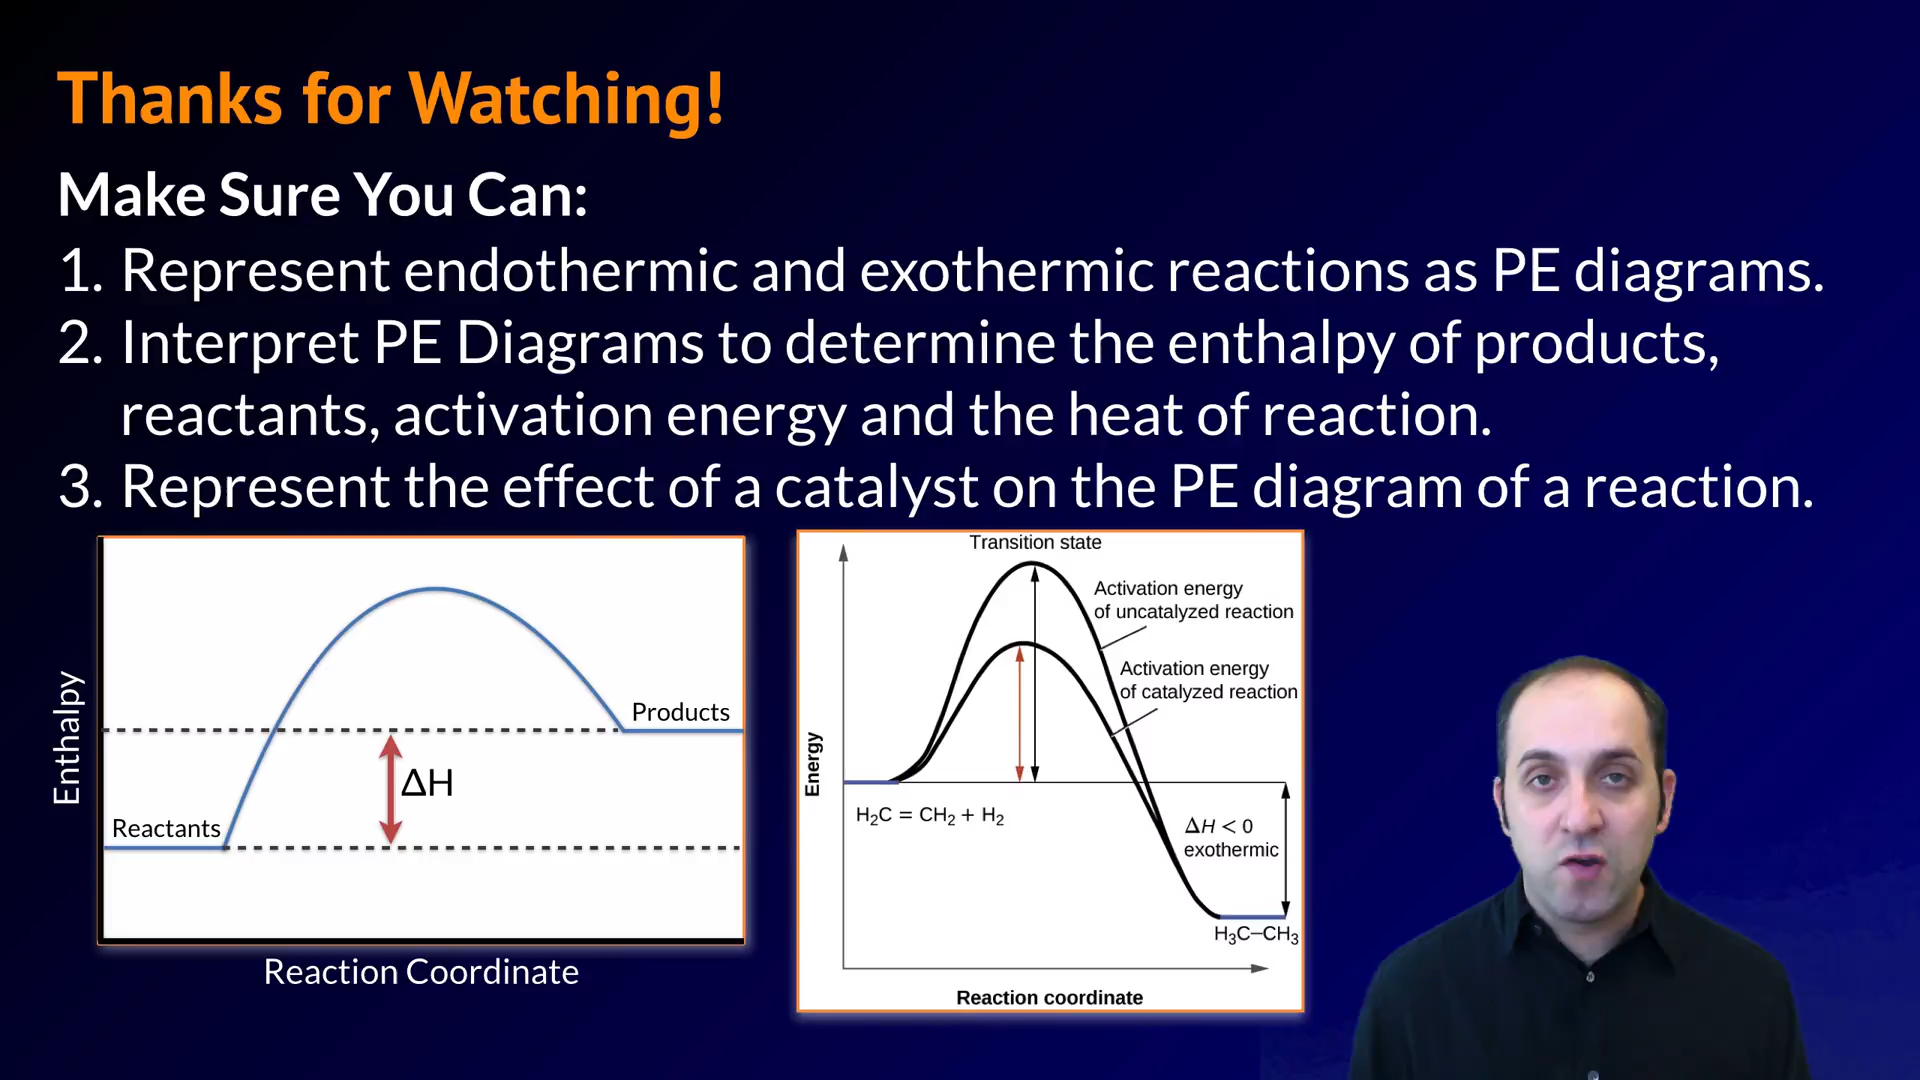 Thanks for Watching!
Make Sure You Can:
1. Represent endothermic and exothermic reactions as PE diagrams.
2. Interpret PE Diagrams to determine the enthalpy of products,
reactants, activation energy and the heat of reaction.
3. Represent the effect of a catalyst on the PE diagram of a reaction.
Enthalpy
Products
ΔH
Reactants
Reaction Coordinate
Transition state
Activation energy
of uncatalyzed reaction
Activation energy
of catalyzed reaction
Energy
H₂C = CH₂ + H₂
ΔH < 0
exothermic
H₃C–CH₃
Reaction coordinate